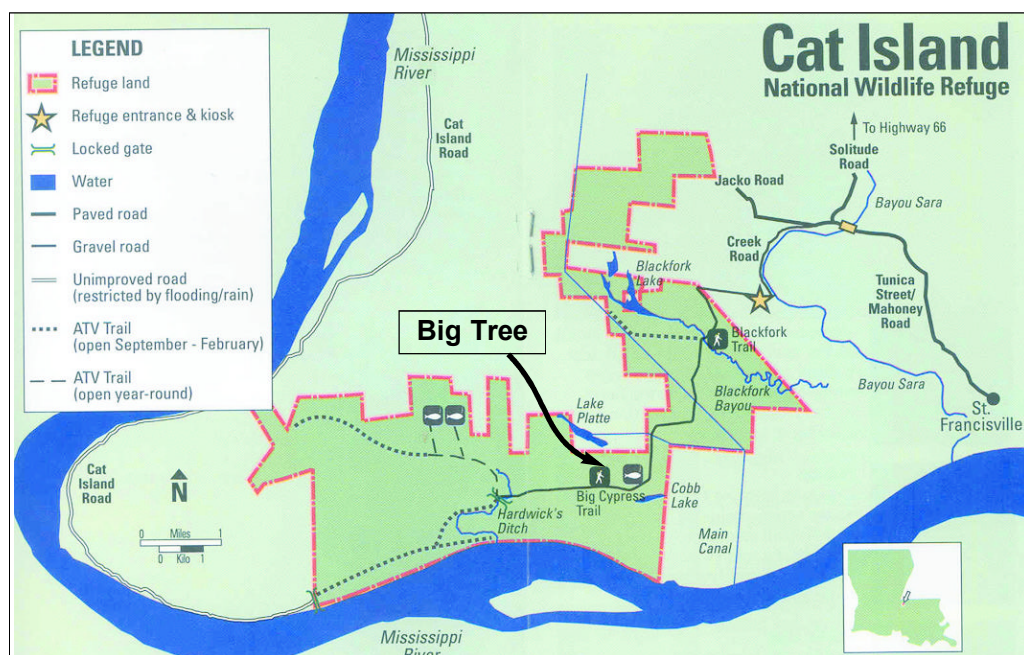 Cat Island
National Wildlife Refuge
LEGEND
Refuge land
Refuge entrance & kiosk
Locked gate
Water
Paved road
Gravel road
Unimproved road
(restricted by flooding/rain)
ATV Trail
(open September - February)
ATV Trail
(open year-round)
Mississippi
River
Cat
Island
Road
To Highway 66
Solitude
Road
Jacko Road
Bayou Sara
Creek
Road
Tunica
Street/
Mahoney
Road
Blackfork
Lake
Blackfork
Trail
Big Tree
Blackfork
Bayou
Bayou Sara
St.
Francisville
Lake
Platte
Cat
Island
Road
N
Miles
0 1
0 1
Kilo
Hardwick's
Ditch
Big Cypress
Trail
Cobb
Lake
Main
Canal
Mississippi
River